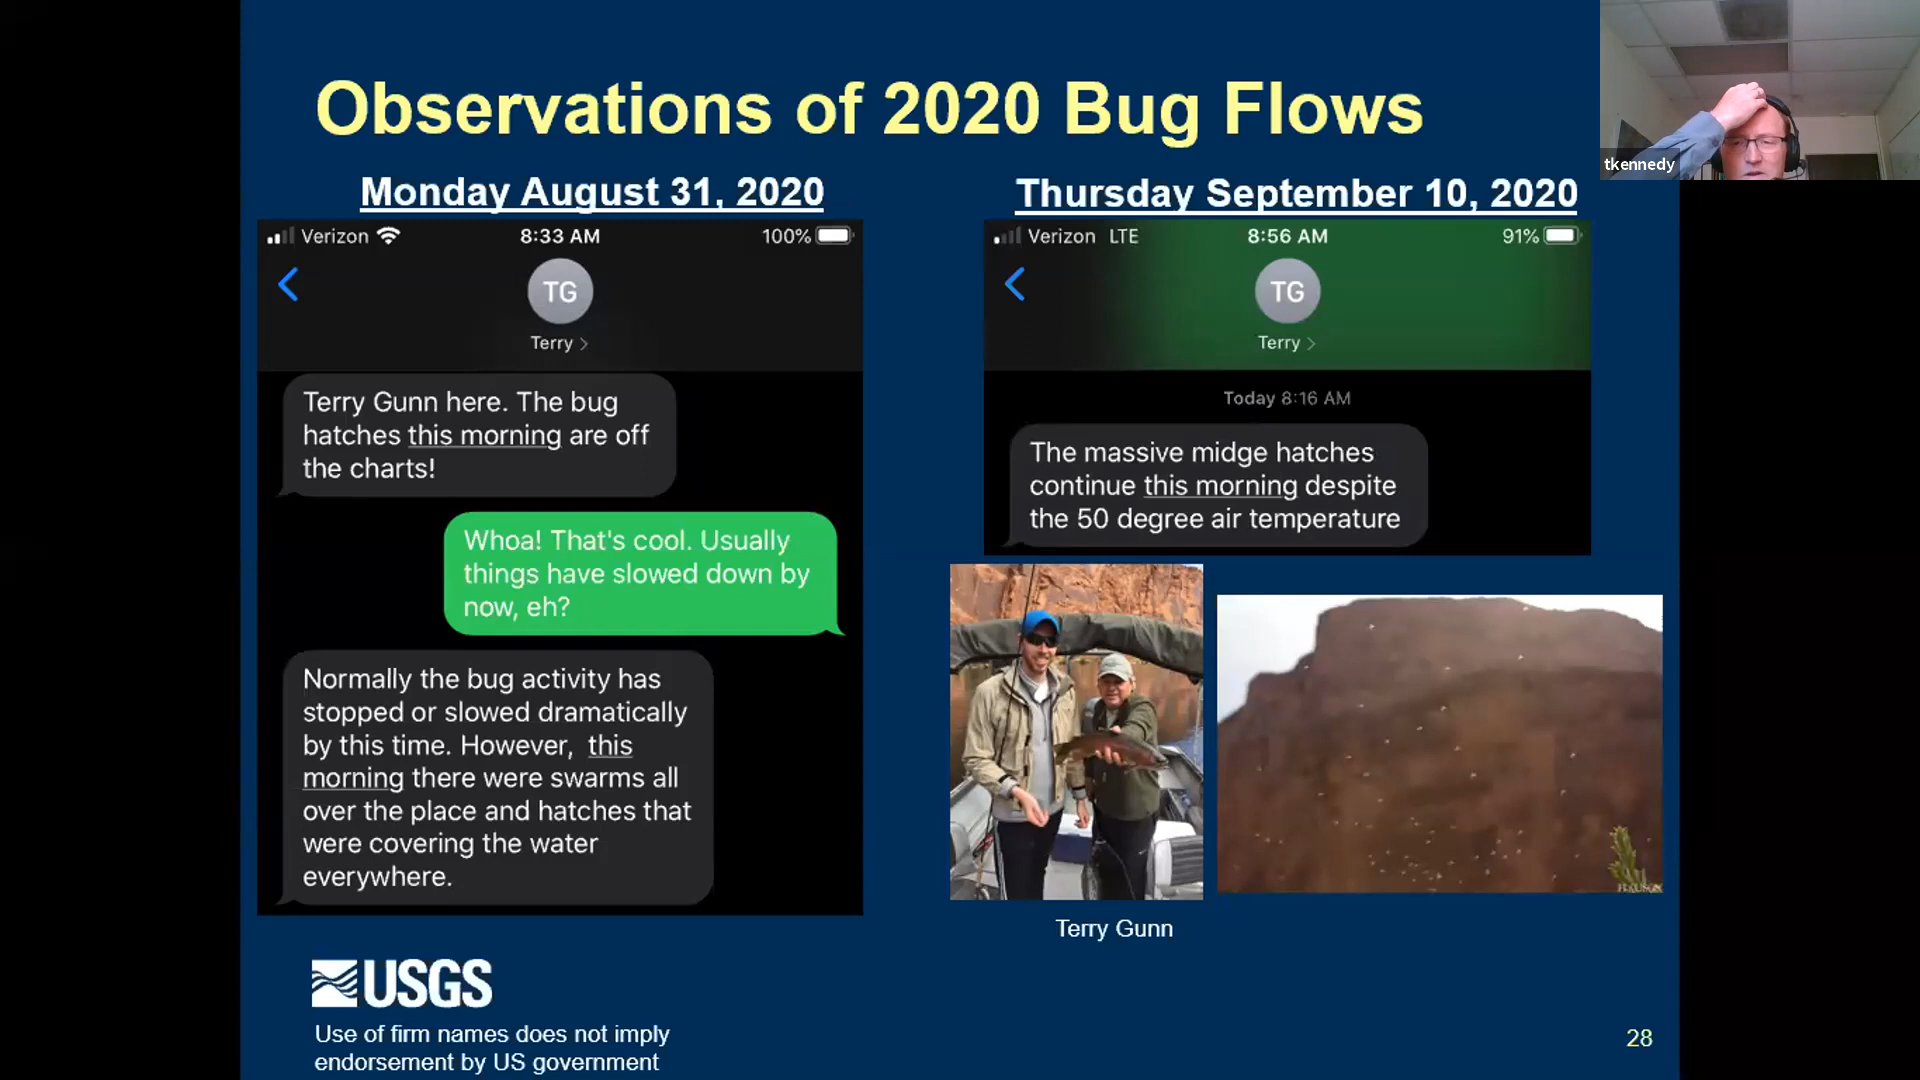 Observations of 2020 Bug Flows
tkennedy
Monday August 31, 2020
Verizon
8:33 AM
100%
TG
Terry
Terry Gunn here. The bug
hatches this morning are off
the charts!
Whoa! That's cool. Usually
things have slowed down by
now, eh?
Normally the bug activity has
stopped or slowed dramatically
by this time. However, this
morning there were swarms all
over the place and hatches that
were covering the water
everywhere.
Thursday September 10, 2020
Verizon LTE
8:56 AM
91%
TG
Terry
Today 8:16 AM
The massive midge hatches
continue this morning despite
the 50 degree air temperature
Terry Gunn
USGS
Use of firm names does not imply
endorsement by US government
28